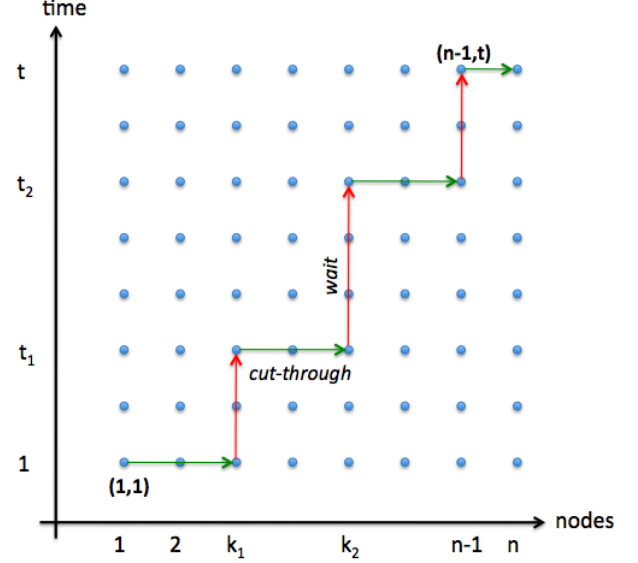 time
t
(n-1,t)
t₂
wait
t₁
cut-through
1
(1,1)
nodes
1 2 k₁ k₂ n-1 n